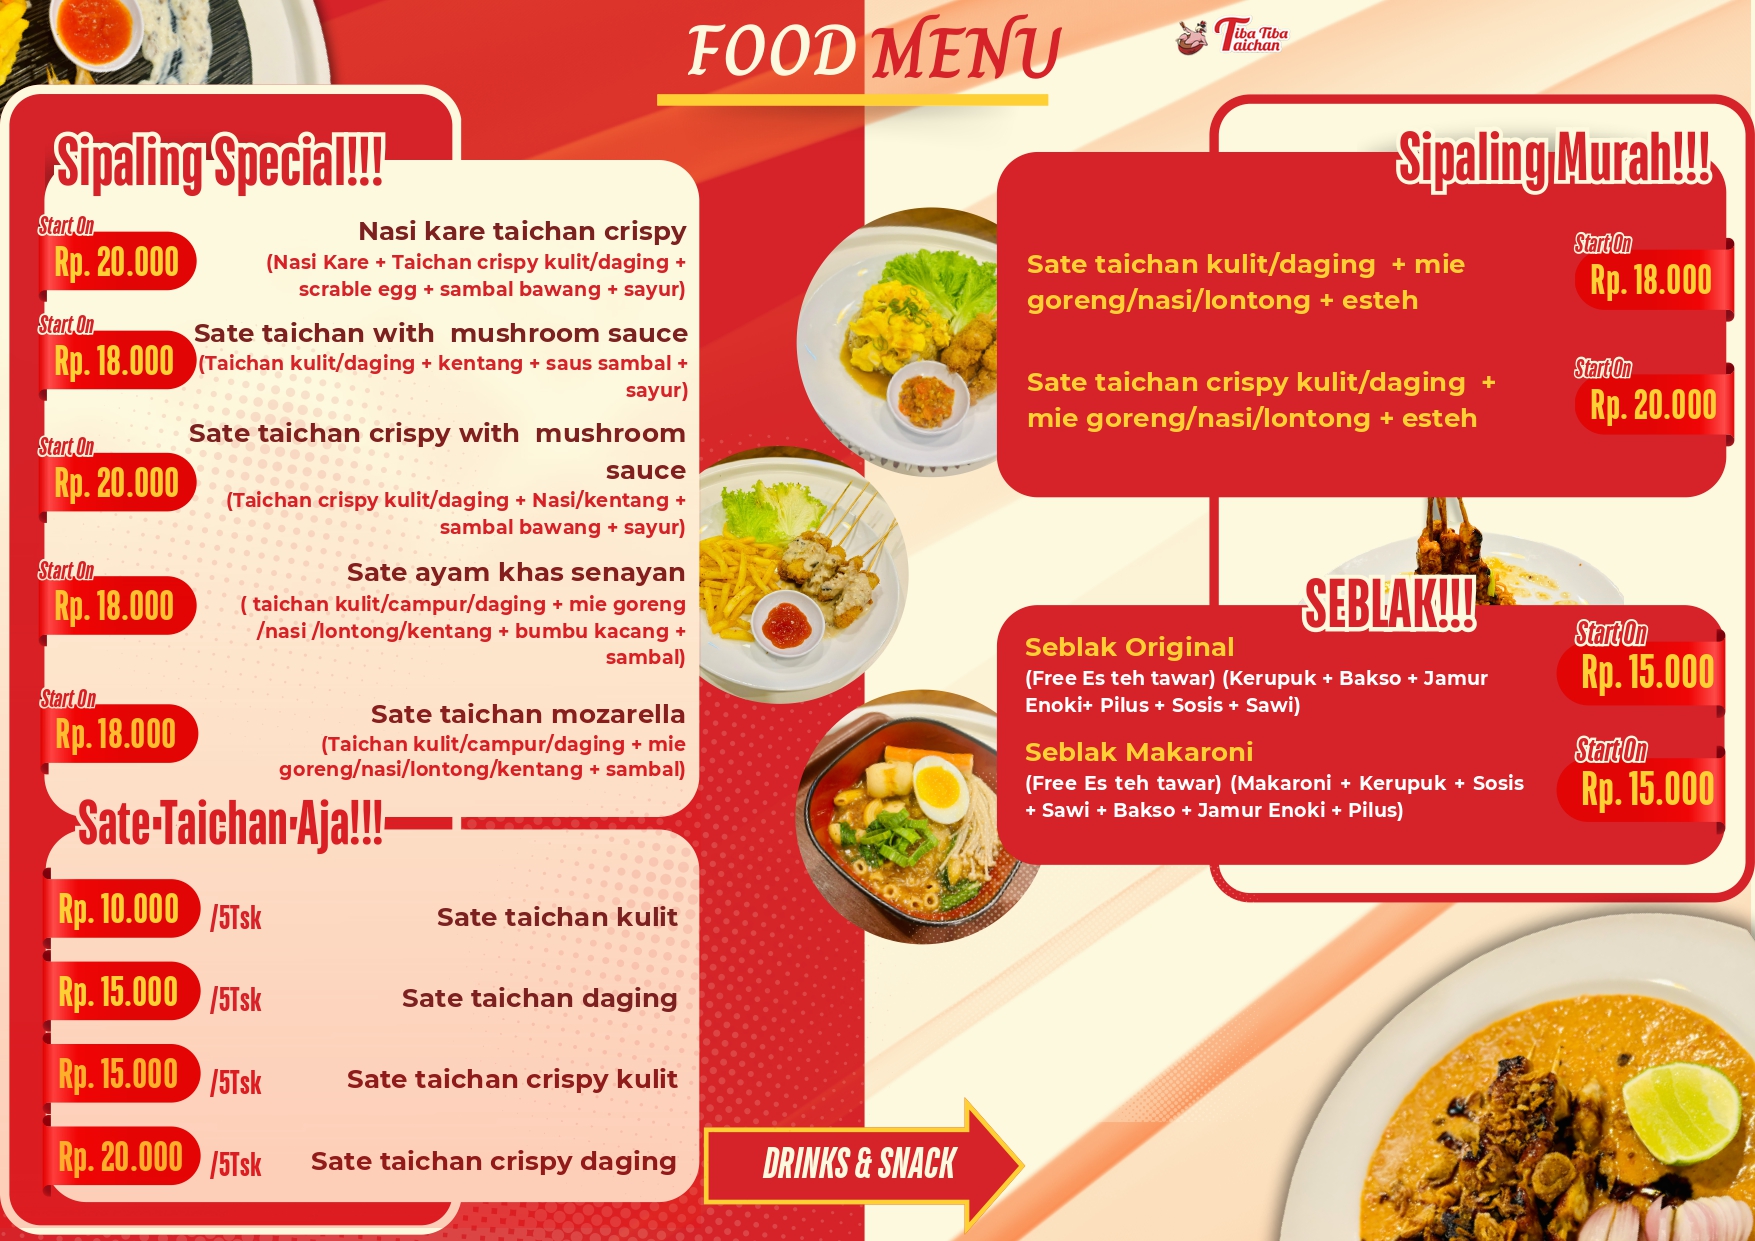 FOOD MENU
Tiba Tiba
Taichan
Sipaling Special!!!
Start On
Rp. 20.000
Nasi kare taichan crispy
(Nasi Kare + Taichan crispy kulit/daging +
scrable egg + sambal bawang + sayur)
Start On
Rp. 18.000
Sate taichan with mushroom sauce
(Taichan kulit/daging + kentang + saus sambal +
sayur)
Start On
Rp. 20.000
Sate taichan crispy with mushroom
sauce
(Taichan crispy kulit/daging + Nasi/kentang +
sambal bawang + sayur)
Start On
Rp. 18.000
Sate ayam khas senayan
( taichan kulit/campur/daging + mie goreng
/nasi /lontong/kentang + bumbu kacang +
sambal)
Start On
Rp. 18.000
Sate taichan mozarella
(Taichan kulit/campur/daging + mie
goreng/nasi/lontong/kentang + sambal)
Sate Taichan Aja!!!
Rp. 10.000 /5Tsk
Sate taichan kulit
Rp. 15.000 /5Tsk
Sate taichan daging
Rp. 15.000 /5Tsk
Sate taichan crispy kulit
Rp. 20.000 /5Tsk
Sate taichan crispy daging
Sipaling Murah!!!
Sate taichan kulit/daging + mie
goreng/nasi/lontong + esteh
Start On
Rp. 18.000
Sate taichan crispy kulit/daging +
mie goreng/nasi/lontong + esteh
Start On
Rp. 20.000
SEBLAK!!!
Seblak Original
(Free Es teh tawar) (Kerupuk + Bakso + Jamur
Enoki+ Pilus + Sosis + Sawi)
Start On
Rp. 15.000
Seblak Makaroni
(Free Es teh tawar) (Makaroni + Kerupuk + Sosis
+ Sawi + Bakso + Jamur Enoki + Pilus)
Start On
Rp. 15.000
DRINKS & SNACK